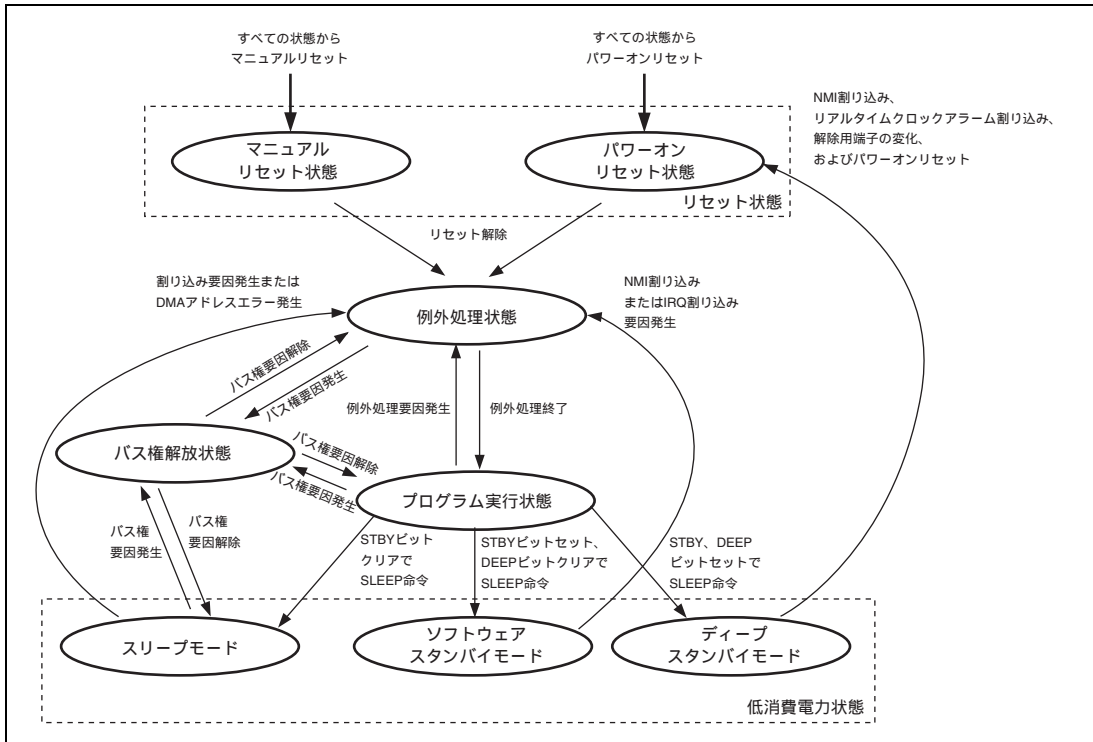 すべての状態から
マニュアルリセット
すべての状態から
パワーオンリセット
NMI割り込み、
リアルタイムクロックアラーム割り込み、
解除用端子の変化、
およびパワーオンリセット
マニュアル
リセット状態
パワーオン
リセット状態
リセット状態
リセット解除
割り込み要因発生または
DMAアドレスエラー発生
NMI割り込み
またはIRQ割り込み
要因発生
例外処理状態
バス権要因解除
バス権要因発生
例外処理要因発生
例外処理終了
バス権解放状態
バス権要因解除
バス権要因発生
プログラム実行状態
バス権
要因発生
バス権
要因解除
STBYビット
クリアで
SLEEP命令
STBYビットセット、
DEEPビットクリアで
SLEEP命令
STBY、DEEP
ビットセットで
SLEEP命令
スリープモード
ソフトウェア
スタンバイモード
ディープ
スタンバイモード
低消費電力状態